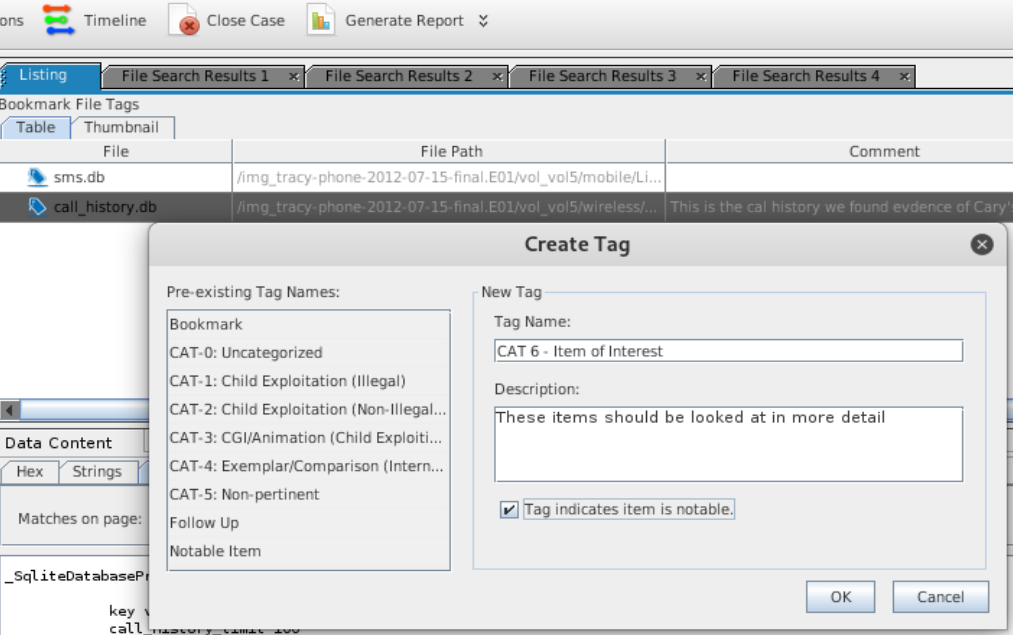 ons Timeline Close Case Generate Report
Listing File Search Results 1 × File Search Results 2 × File Search Results 3 × File Search Results 4 ×
Bookmark File Tags
Table Thumbnail
File File Path Comment
sms.db /img_tracy-phone-2012-07-15-final.E01/vol_vol5/mobile/Li...
call_history.db /img_tracy-phone-2012-07-15-final.E01/vol_vol5/wireless/... This is the cal history we found evdence of Cary's
Create Tag
Pre-existing Tag Names:
Bookmark
CAT-0: Uncategorized
CAT-1: Child Exploitation (Illegal)
CAT-2: Child Exploitation (Non-Illegal...
CAT-3: CGI/Animation (Child Exploiti...
CAT-4: Exemplar/Comparison (Intern...
CAT-5: Non-pertinent
Follow Up
Notable Item
New Tag
Tag Name:
CAT 6 - Item of Interest
Description:
These items should be looked at in more detail
Tag indicates item is notable.
OK Cancel
Data Content
Hex Strings
Matches on page:
_SqliteDatabasePr
key v
call_history_limit 100